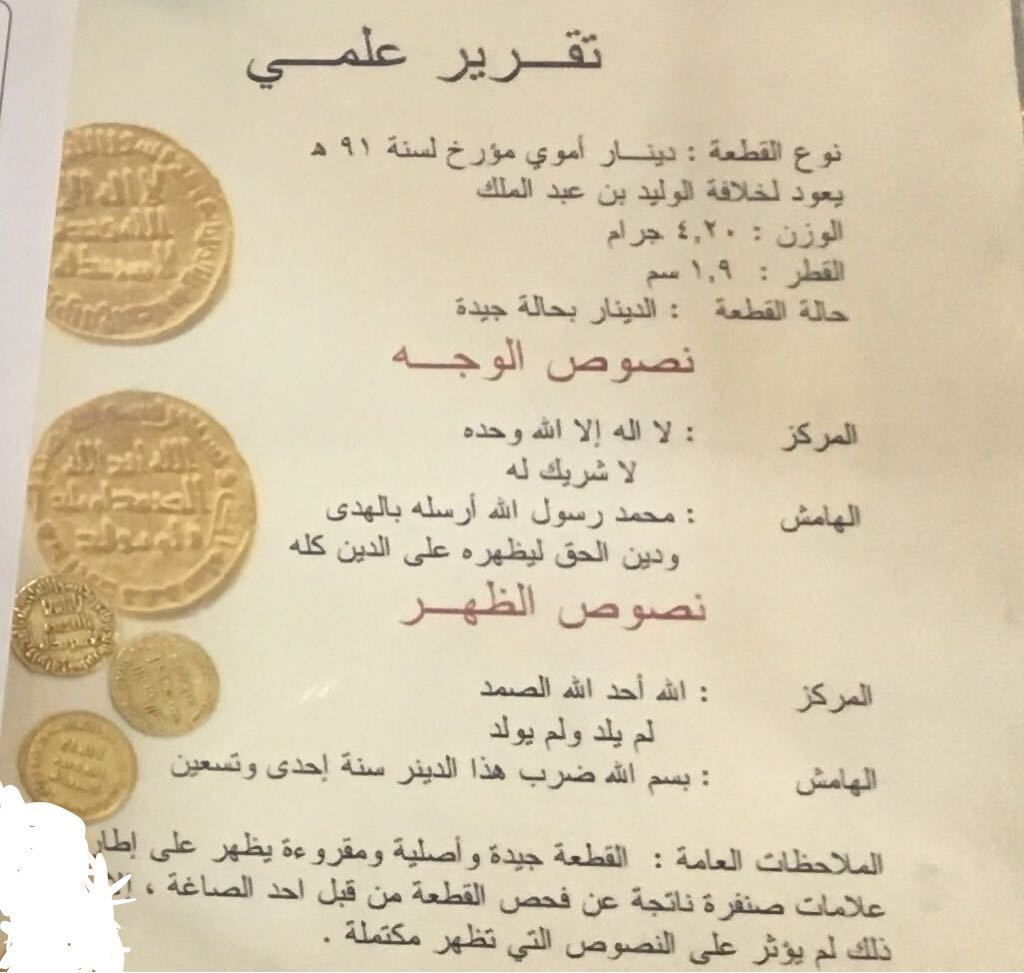 تقرير علمي
نوع القطعة : دينار أموي مؤرخ لسنة ٩١ هـ
يعود لخلافة الوليد بن عبد الملك
الوزن : ٤,٢٠ جرام
القطر : ١,٩ سم
حالة القطعة : الدينار بحالة جيدة
نصوص الوجه
المركز : لا اله إلا الله وحده
لا شريك له
الهامش : محمد رسول الله أرسله بالهدى
ودين الحق ليظهره على الدين كله
نصوص الظهر
المركز : الله أحد الله الصمد
لم يلد ولم يولد
الهامش : بسم الله ضرب هذا الدينر سنة إحدى وتسعين
الملاحظات العامة : القطعة جيدة وأصلية ومقروءة يظهر على إطار
علامات صنفرة ناتجة عن فحص القطعة من قبل احد الصاغة ،
ذلك لم يؤثر على النصوص التي تظهر مكتملة .